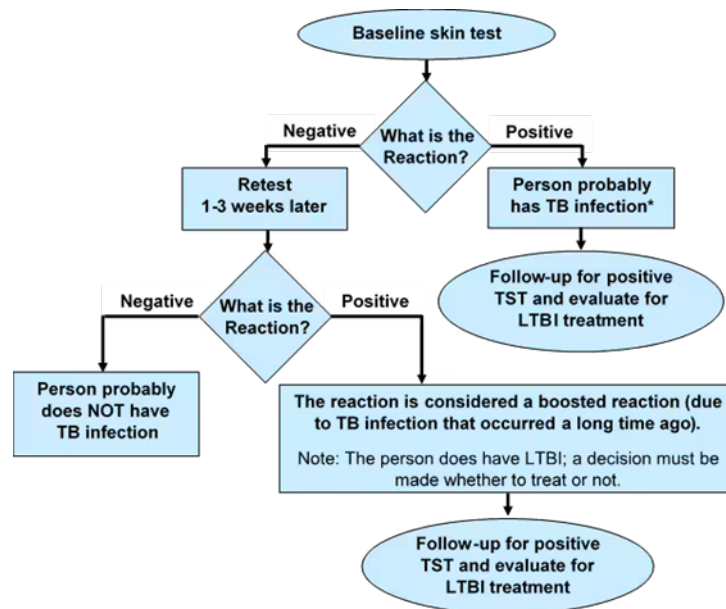 Baseline skin test
Negative
What is the
Reaction?
Positive
Retest
1-3 weeks later
Person probably
has TB infection*
Follow-up for positive
TST and evaluate for
LTBI treatment
Negative
What is the
Reaction?
Positive
Person probably
does NOT have
TB infection
The reaction is considered a boosted reaction (due
to TB infection that occurred a long time ago).
Note: The person does have LTBI; a decision must be
made whether to treat or not.
Follow-up for positive
TST and evaluate for
LTBI treatment